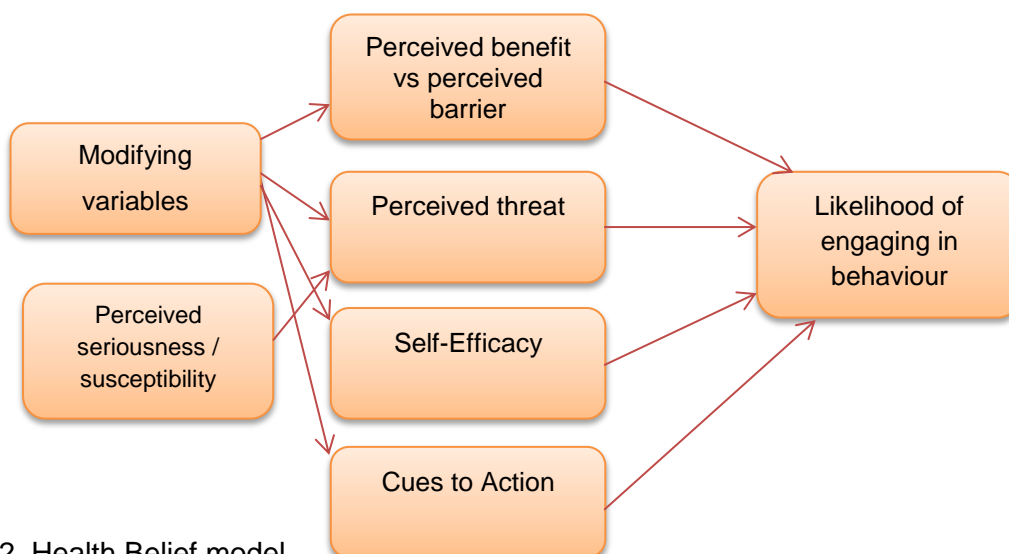 Perceived benefit
vs perceived
barrier
Modifying
variables
Perceived threat
Likelihood of
engaging in
behaviour
Perceived
seriousness /
susceptibility
Self-Efficacy
Cues to Action
2. Health Belief model